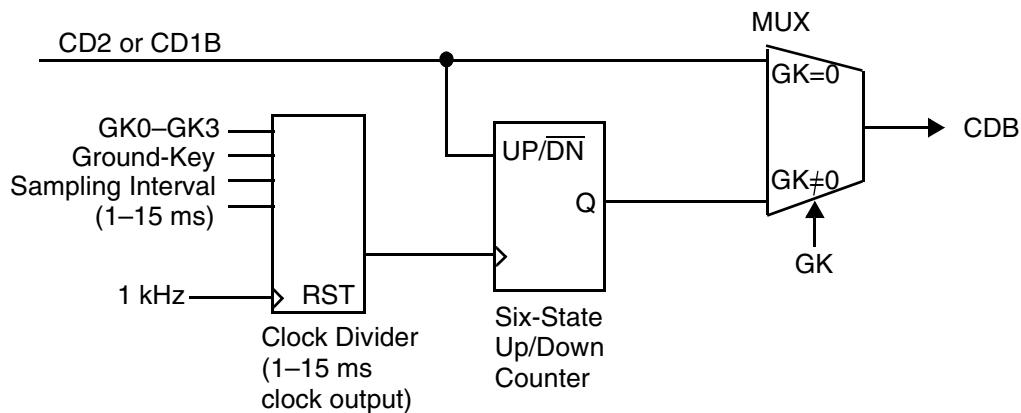 MUX
CD2 or CD1B
GK=0
GK0–GK3
Ground-Key
Sampling Interval
(1–15 ms)
UP/DN
CDB
GK≠0
Q
GK
1 kHz
RST
Clock Divider
(1–15 ms
clock output)
Six-State
Up/Down
Counter